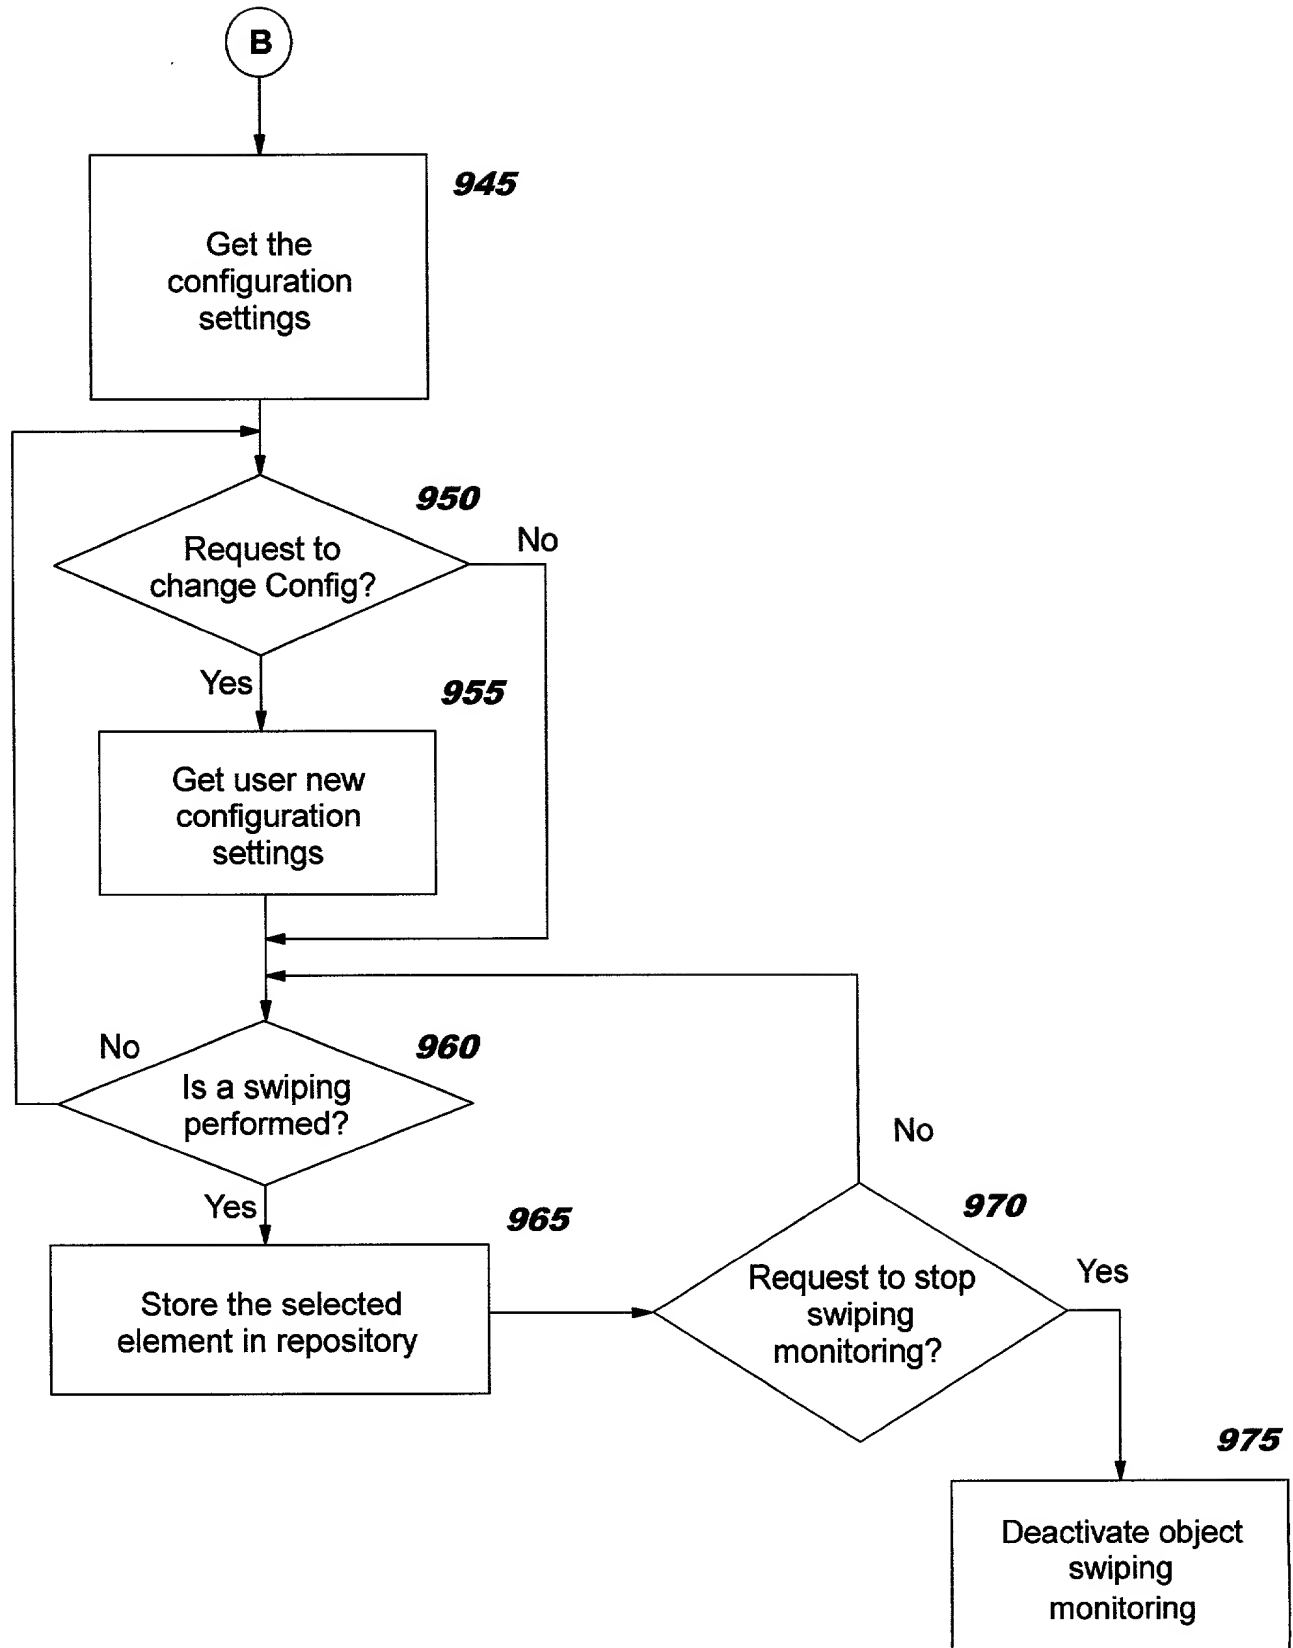 B
945
Get the
configuration
settings
950
Request to
change Config?
No
Yes
955
Get user new
configuration
settings
No
960
Is a swiping
performed?
Yes
965
Store the selected
element in repository
No
970
Request to stop
swiping
monitoring?
Yes
975
Deactivate object
swiping
monitoring